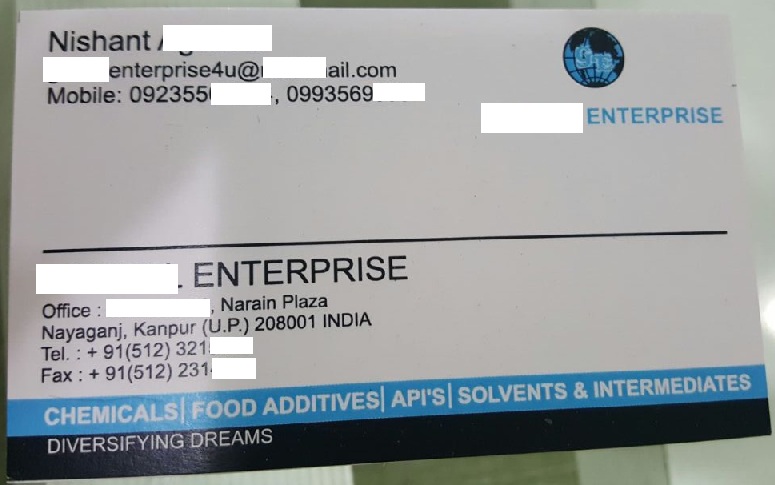 Nishant
enterprise4u@ ail.com
Mobile: 092355 , 0993569
ENTERPRISE
ENTERPRISE
Office : , Narain Plaza
Nayaganj, Kanpur (U.P.) 208001 INDIA
Tel. : + 91(512) 321
Fax : + 91(512) 231
CHEMICALS| FOOD ADDITIVES| API'S| SOLVENTS & INTERMEDIATES
DIVERSIFYING DREAMS